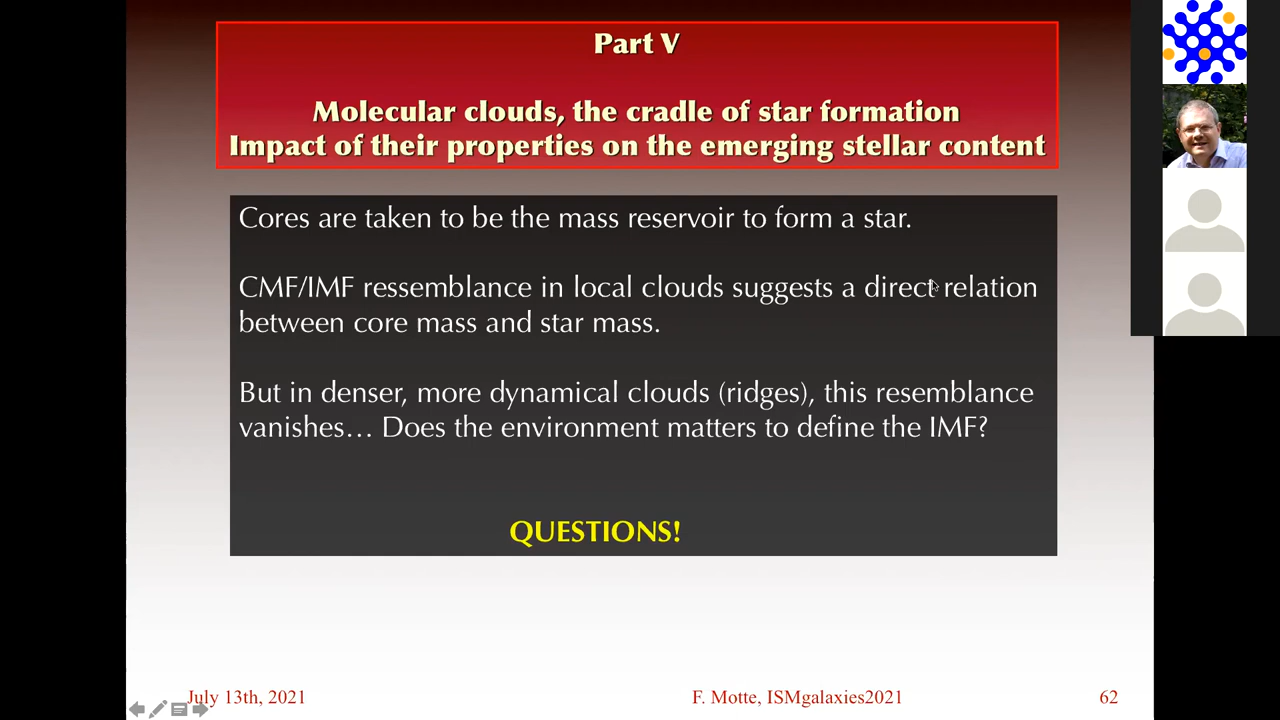 Part V
Molecular clouds, the cradle of star formation
Impact of their properties on the emerging stellar content
Cores are taken to be the mass reservoir to form a star.
CMF/IMF ressemblance in local clouds suggests a direct relation
between core mass and star mass.
But in denser, more dynamical clouds (ridges), this resemblance
vanishes… Does the environment matters to define the IMF?
QUESTIONS!
July 13th, 2021
F. Motte, ISMgalaxies2021
62